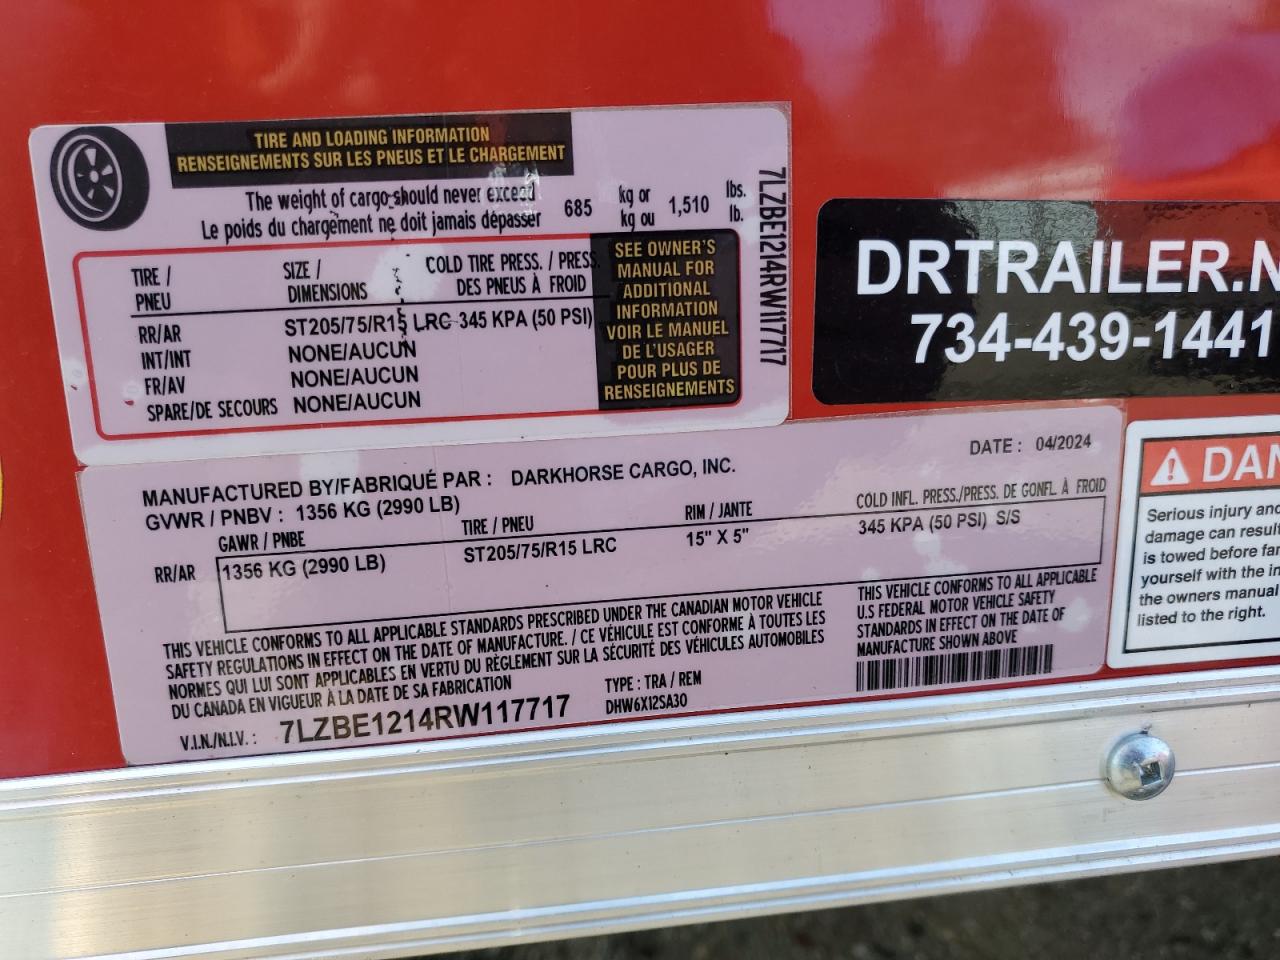 TIRE AND LOADING INFORMATION
RENSEIGNEMENTS SUR LES PNEUS ET LE CHARGEMENT
The weight of cargo should never exceed 685 kg or 1,510 lbs.
Le poids du chargement ne doit jamais dépasser kg ou lb.
TIRE / PNEU
SIZE / DIMENSIONS
COLD TIRE PRESS. / PRESS. DES PNEUS À FROID
RR/AR ST205/75/R15 LRC 345 KPA (50 PSI)
INT/INT NONE/AUCUN
FR/AV NONE/AUCUN
SPARE/DE SECOURS NONE/AUCUN
SEE OWNER'S
MANUAL FOR
ADDITIONAL
INFORMATION
VOIR LE MANUEL
DE L'USAGER
POUR PLUS DE
RENSEIGNEMENTS
7LZBE1214RW117717
DRTRAILER.N
734-439-1441
DATE : 04/2024
MANUFACTURED BY/FABRIQUÉ PAR : DARKHORSE CARGO, INC.
GVWR / PNBV : 1356 KG (2990 LB)
GAWR / PNBE TIRE / PNEU RIM / JANTE COLD INFL. PRESS./PRESS. DE GONFL. À FROID
RR/AR 1356 KG (2990 LB) ST205/75/R15 LRC 15" X 5" 345 KPA (50 PSI) S/S
THIS VEHICLE CONFORMS TO ALL APPLICABLE STANDARDS PRESCRIBED UNDER THE CANADIAN MOTOR VEHICLE
SAFETY REGULATIONS IN EFFECT ON THE DATE OF MANUFACTURE. / CE VÉHICULE EST CONFORME À TOUTES LES
NORMES QUI LUI SONT APPLICABLES EN VERTU DU RÈGLEMENT SUR LA SÉCURITÉ DES VÉHICULES AUTOMOBILES
DU CANADA EN VIGUEUR À LA DATE DE SA FABRICATION
THIS VEHICLE CONFORMS TO ALL APPLICABLE
U.S FEDERAL MOTOR VEHICLE SAFETY
STANDARDS IN EFFECT ON THE DATE OF
MANUFACTURE SHOWN ABOVE
V.I.N./N.I.V. : 7LZBE1214RW117717
TYPE : TRA / REM
DHW6X12SA30
DAN
Serious injury and
damage can result
is towed before fam
yourself with the in
the owners manual
listed to the right.